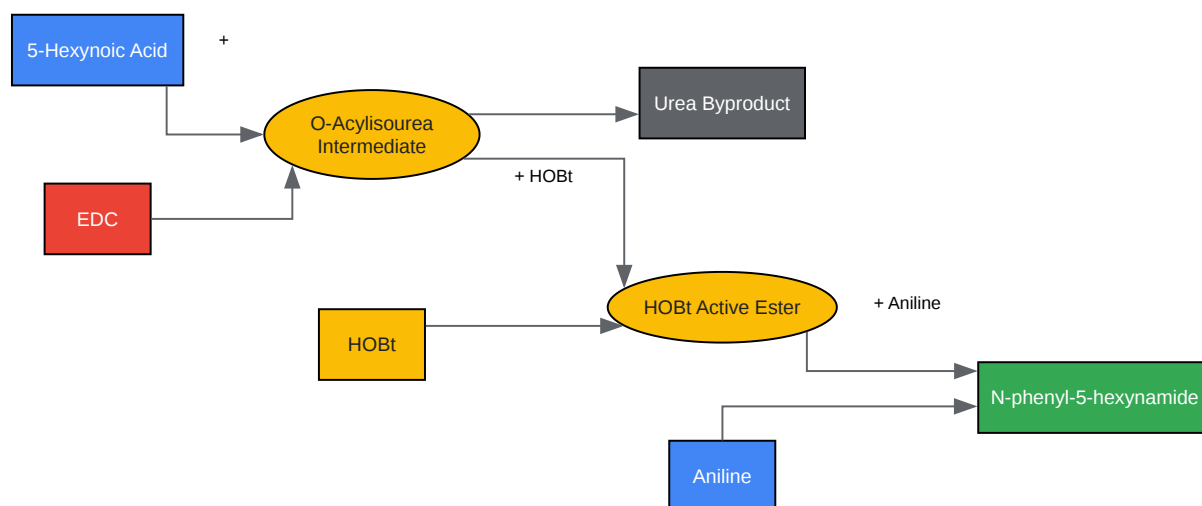 5-Hexynoic Acid
+
O-Acylisourea
Intermediate
Urea Byproduct
+ HOBt
EDC
HOBt Active Ester
+ Aniline
HOBt
N-phenyl-5-hexynamide
Aniline